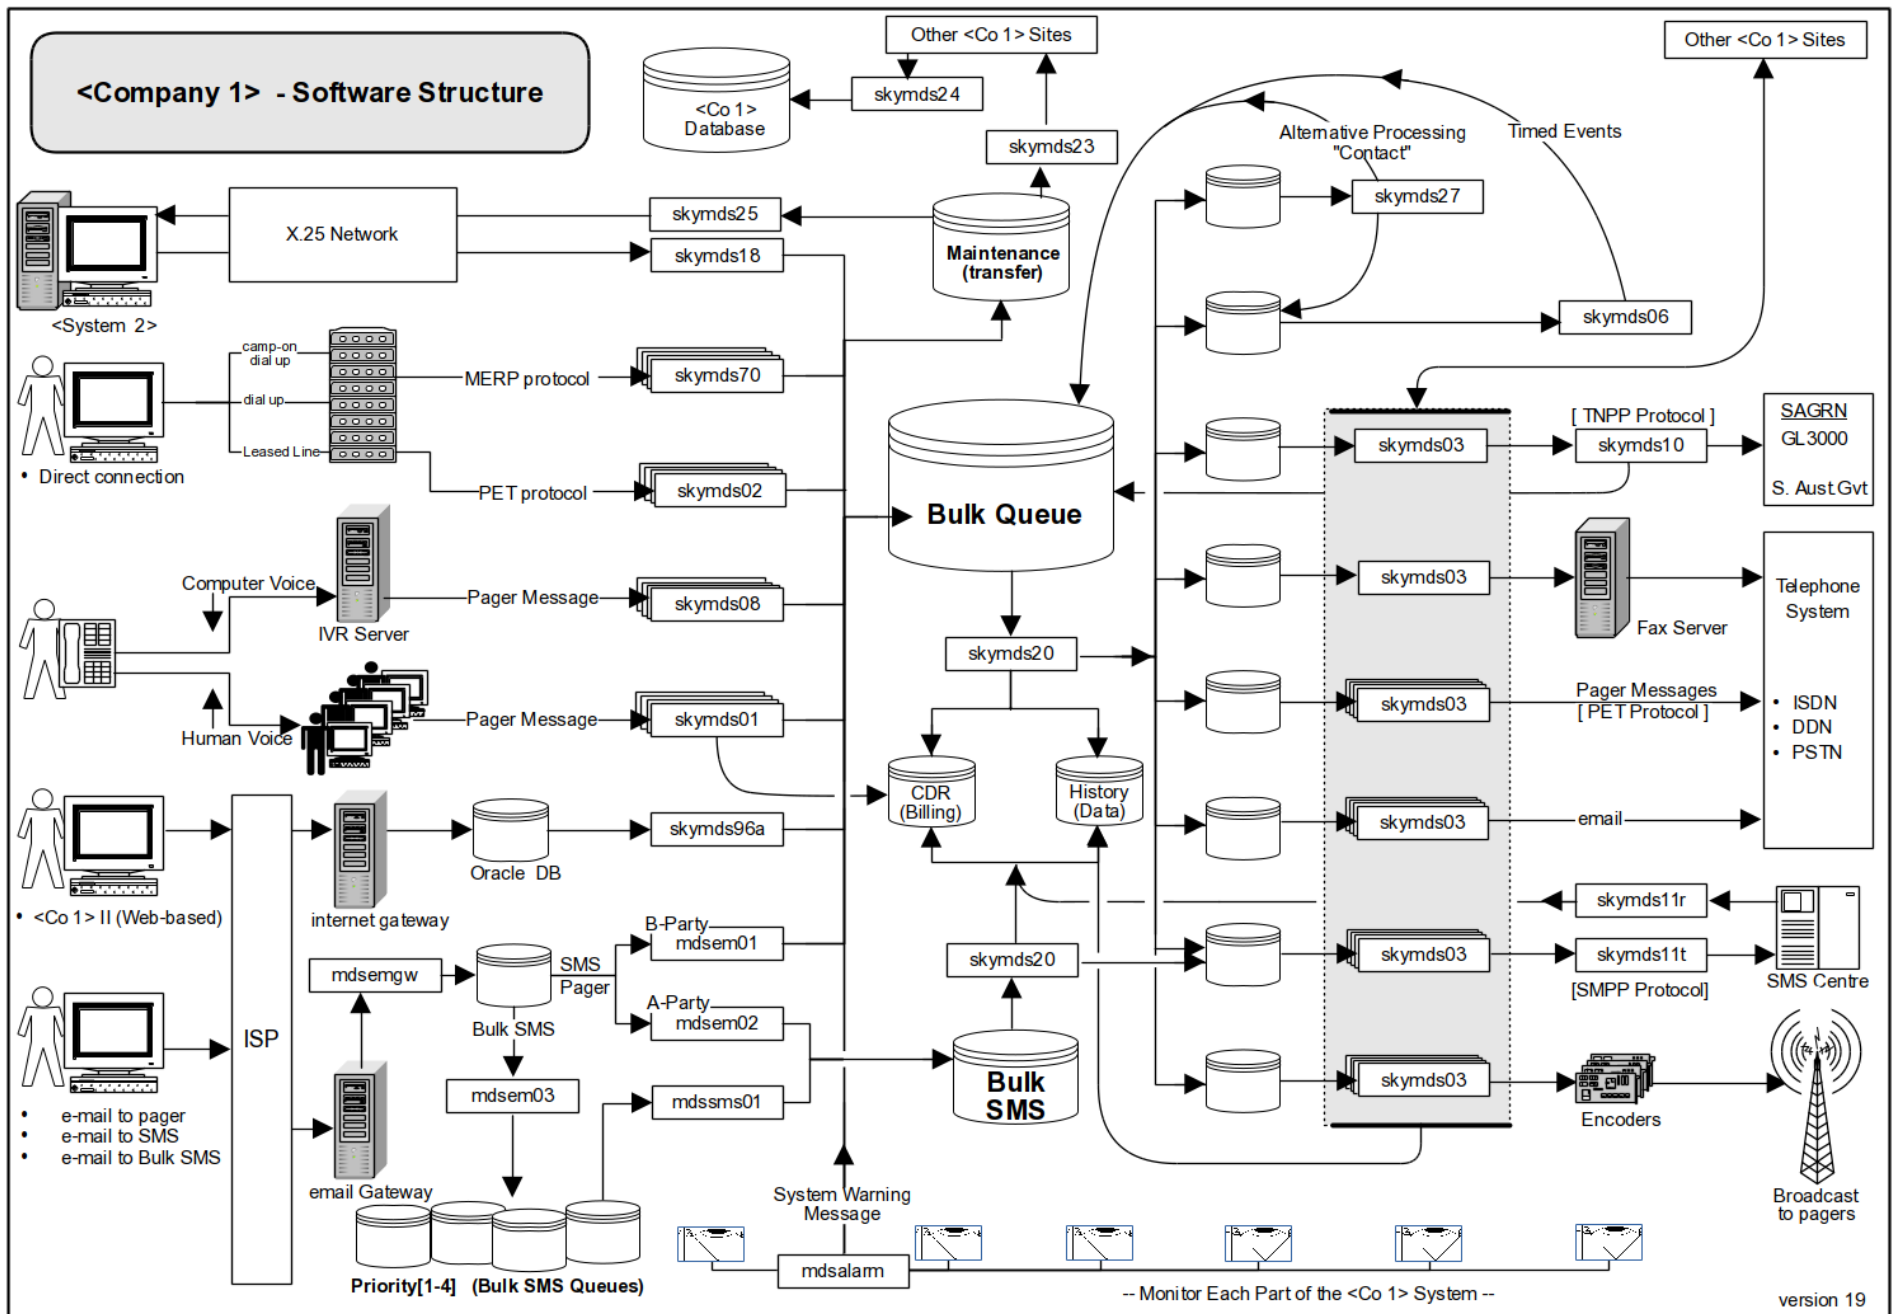 <Company 1> - Software Structure
Other <Co 1> Sites
Other <Co 1> Sites
<Co 1>
Database
skymds24
skymds23
Alternative Processing
"Contact"
Timed Events
skymds27
skymds25
X.25 Network
skymds18
Maintenance
(transfer)
<System 2>
skymds06
camp-on
dial up
MERP protocol
skymds70
dial up
Leased Line
• Direct connection
PET protocol
skymds02
Bulk Queue
skymds03
[ TNPP Protocol ]
skymds10
SAGRN
GL3000
S. Aust.Gvt
Computer Voice
IVR Server
Pager Message
skymds08
skymds03
Fax Server
Telephone
System
• ISDN
• DDN
• PSTN
skymds20
Human Voice
Pager Message
skymds01
skymds03
Pager Messages
[ PET Protocol ]
CDR
(Billing)
History
(Data)
skymds03
email
• <Co 1> II (Web-based)
internet gateway
Oracle DB
skymds96a
skymds11r
B-Party
mdsem01
mdsemgw
SMS
Pager
skymds20
skymds03
skymds11t
[SMPP Protocol]
SMS Centre
A-Party
mdsem02
Bulk SMS
ISP
mdsem03
mdssms01
Bulk
SMS
skymds03
Encoders
• e-mail to pager
• e-mail to SMS
• e-mail to Bulk SMS
email Gateway
Broadcast
to pagers
System Warning
Message
Priority[1-4] (Bulk SMS Queues)
mdsalarm
-- Monitor Each Part of the <Co 1> System --
version 19